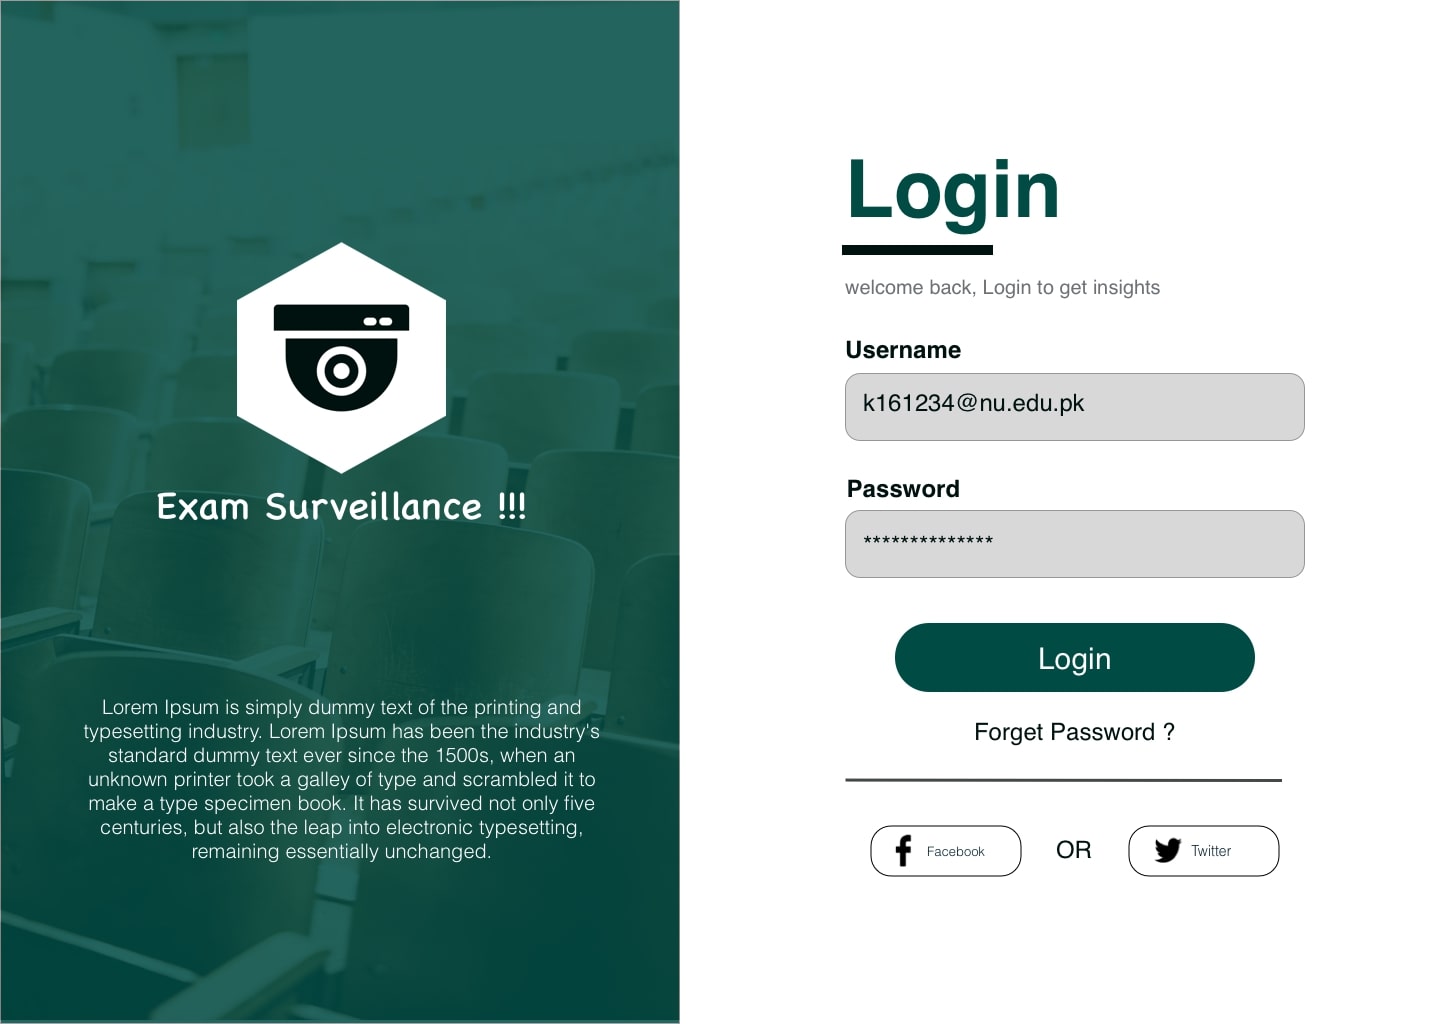 Exam Surveillance !!!
Lorem Ipsum is simply dummy text of the printing and
typesetting industry. Lorem Ipsum has been the industry's
standard dummy text ever since the 1500s, when an
unknown printer took a galley of type and scrambled it to
make a type specimen book. It has survived not only five
centuries, but also the leap into electronic typesetting,
remaining essentially unchanged.
Login
welcome back, Login to get insights
Username
k161234@nu.edu.pk
Password
**************
Login
Forget Password ?
Facebook
OR
Twitter